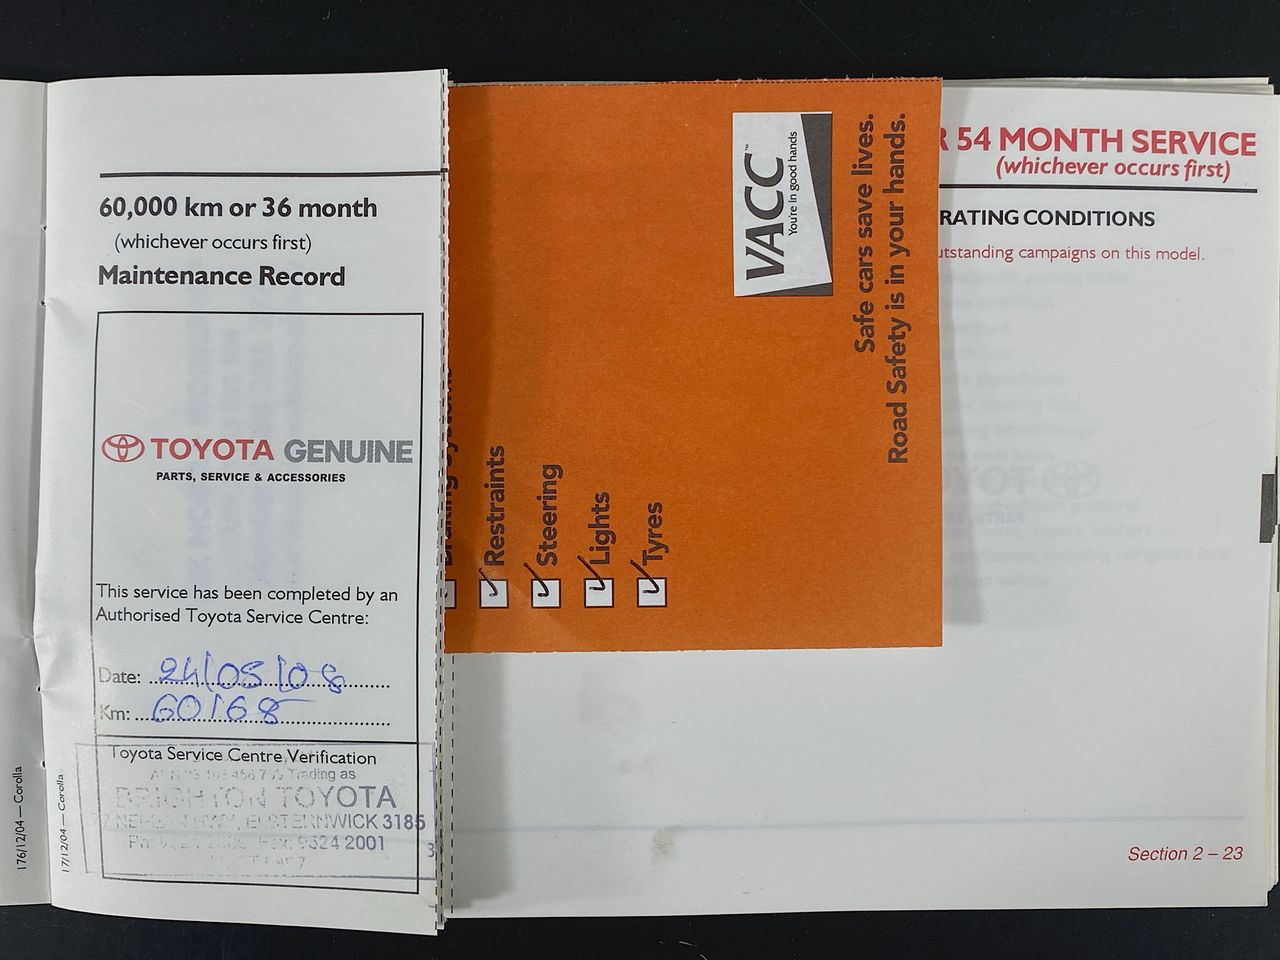 60,000 km or 36 month
(whichever occurs first)
Maintenance Record
TOYOTA GENUINE
PARTS, SERVICE & ACCESSORIES
This service has been completed by an
Authorised Toyota Service Centre:
Date: 24/05/08
Km: 60168
Toyota Service Centre Verification
Trading as
BRIGHTON TOYOTA
HWY, ELSTERNWICK 3185
Fax: 9524 2001
176/12/04 — Corolla
17/12/04 — Corolla
Restraints
Steering
Lights
Tyres
VACC™
You're in good hands
Safe cars save lives.
Road Safety is in your hands.
R 54 MONTH SERVICE
(whichever occurs first)
RATING CONDITIONS
utstanding campaigns on this model.
Section 2 – 23